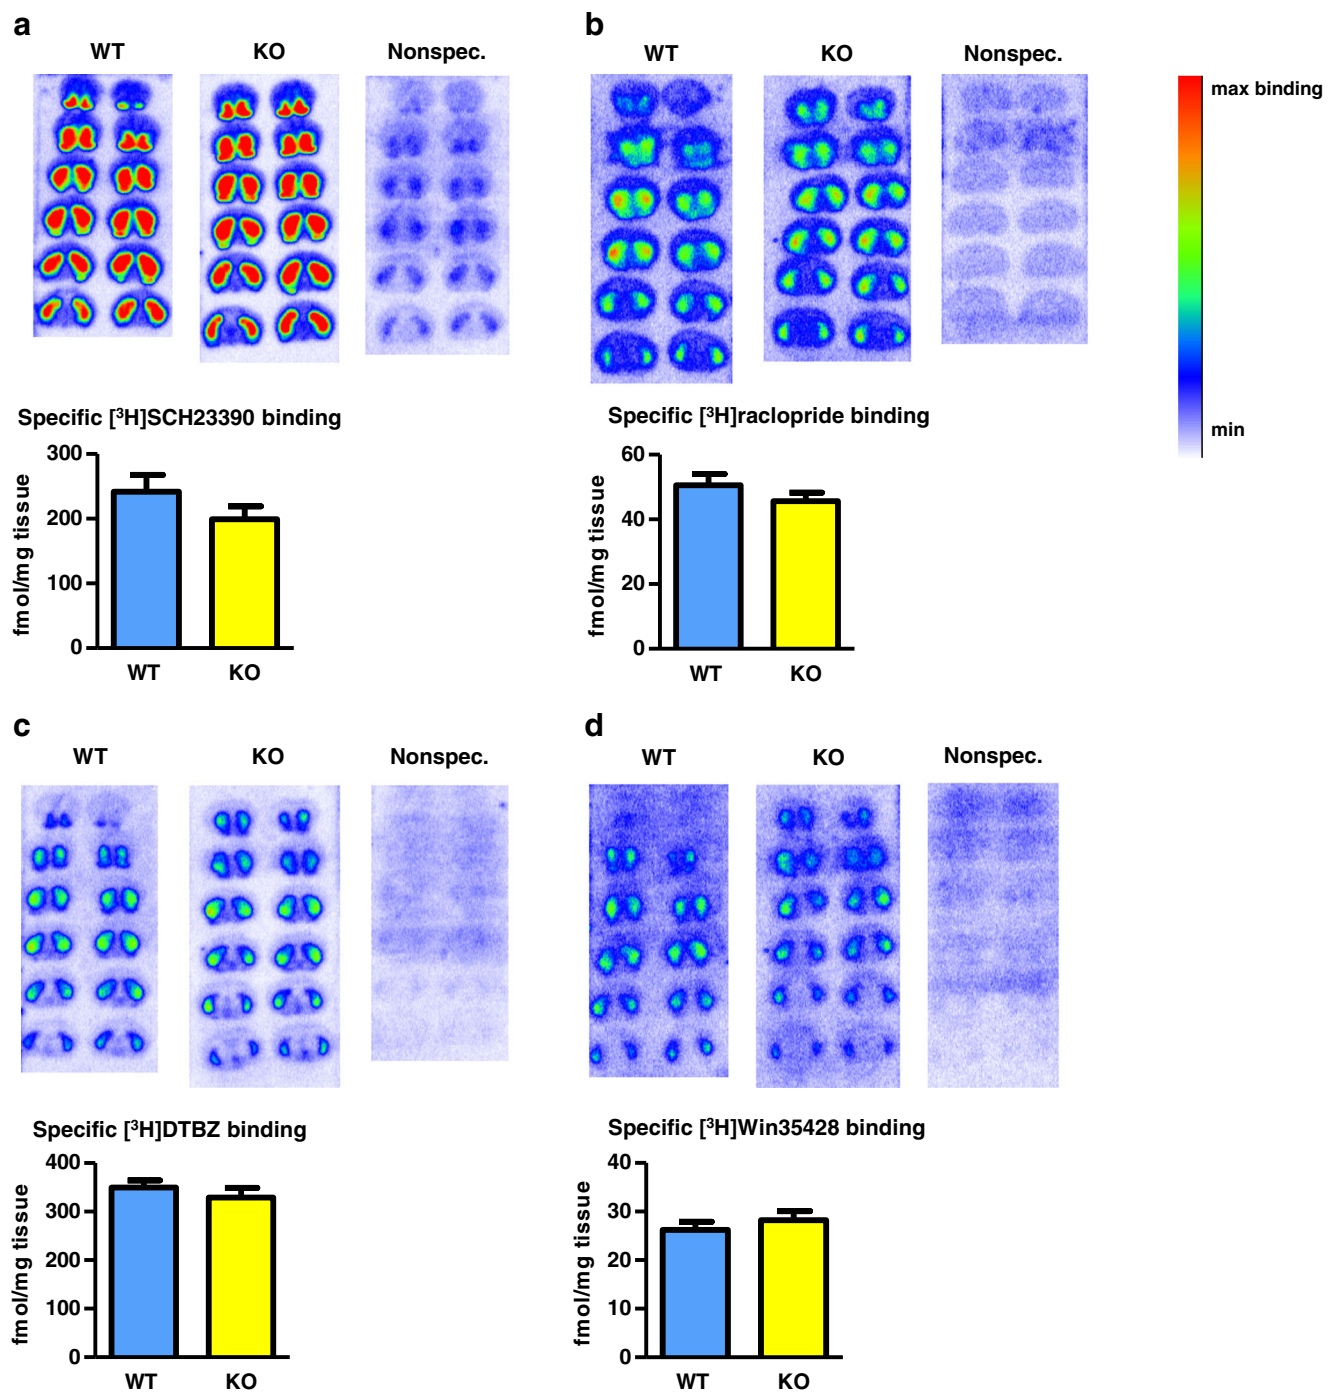 a
WT KO Nonspec.
b
WT KO Nonspec.
max binding
min
Specific [³H]SCH23390 binding
fmol/mg tissue
300
200
100
0
WT KO
Specific [³H]raclopride binding
fmol/mg tissue
60
40
20
0
WT KO
c
WT KO Nonspec.
d
WT KO Nonspec.
Specific [³H]DTBZ binding
fmol/mg tissue
400
300
200
100
0
WT KO
Specific [³H]Win35428 binding
fmol/mg tissue
40
30
20
10
0
WT KO